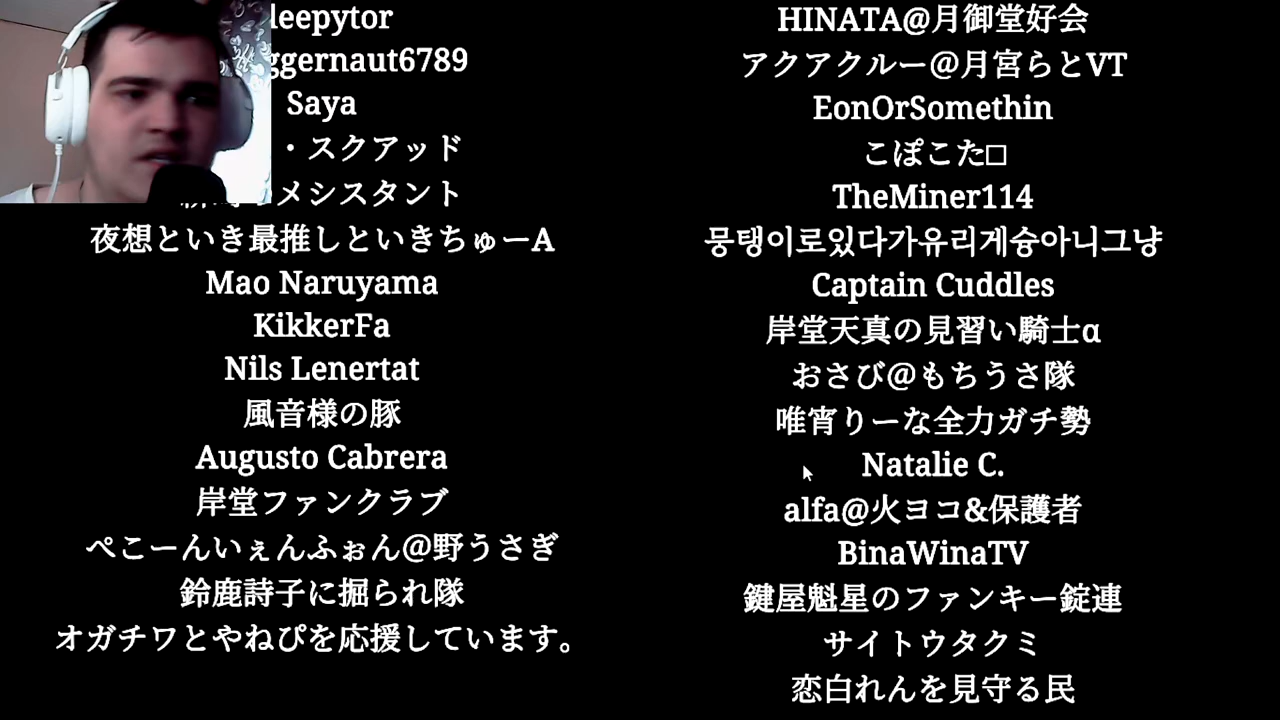 leepytor
ggernaut6789
Saya
・スクアッド
メシスタント
夜想といき最推しといきちゅーA
Mao Naruyama
KikkerFa
Nils Lenertat
風音様の豚
Augusto Cabrera
岸堂ファンクラブ
ぺこーんいぇんふぉん@野うさぎ
鈴鹿詩子に掘られ隊
オガチワとやねぴを応援しています。
HINATA@月御堂好会
アクアクルー@月宮らとVT
EonOrSomethin
こぽこた□
TheMiner114
뭉탱이로있다가유리게슝아니그냥
Captain Cuddles
岸堂天真の見習い騎士α
おさび@もちうさ隊
唯宵りーな全力ガチ勢
Natalie C.
alfa@火ヨコ&保護者
BinaWinaTV
鍵屋魁星のファンキー錠連
サイトウタクミ
恋白れんを見守る民